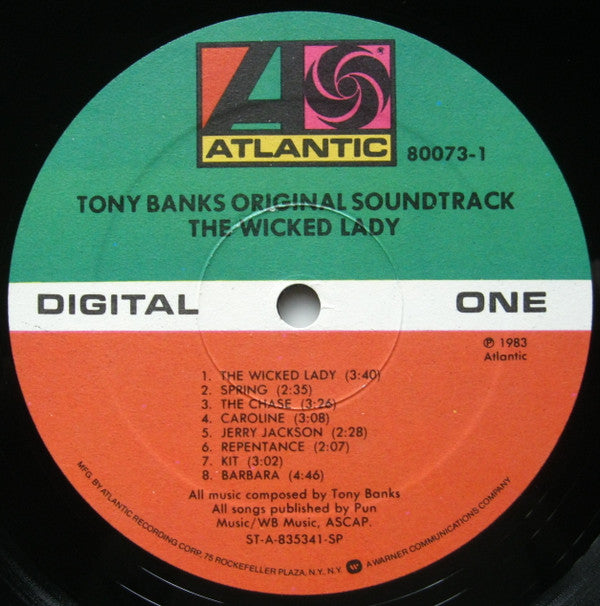 ATLANTIC
80073-1
TONY BANKS ORIGINAL SOUNDTRACK
THE WICKED LADY
DIGITAL ONE
℗ 1983
Atlantic
1. THE WICKED LADY (3:40)
2. SPRING (2:35)
3. THE CHASE (3:26)
4. CAROLINE (3:08)
5. JERRY JACKSON (2:28)
6. REPENTANCE (2:07)
7. KIT (3:02)
8. BARBARA (4:46)
All music composed by Tony Banks
All songs published by Pun
Music/WB Music, ASCAP.
ST-A-835341-SP
MFG. BY ATLANTIC RECORDING CORP., 75 ROCKEFELLER PLAZA, N.Y., N.Y. A WARNER COMMUNICATIONS COMPANY